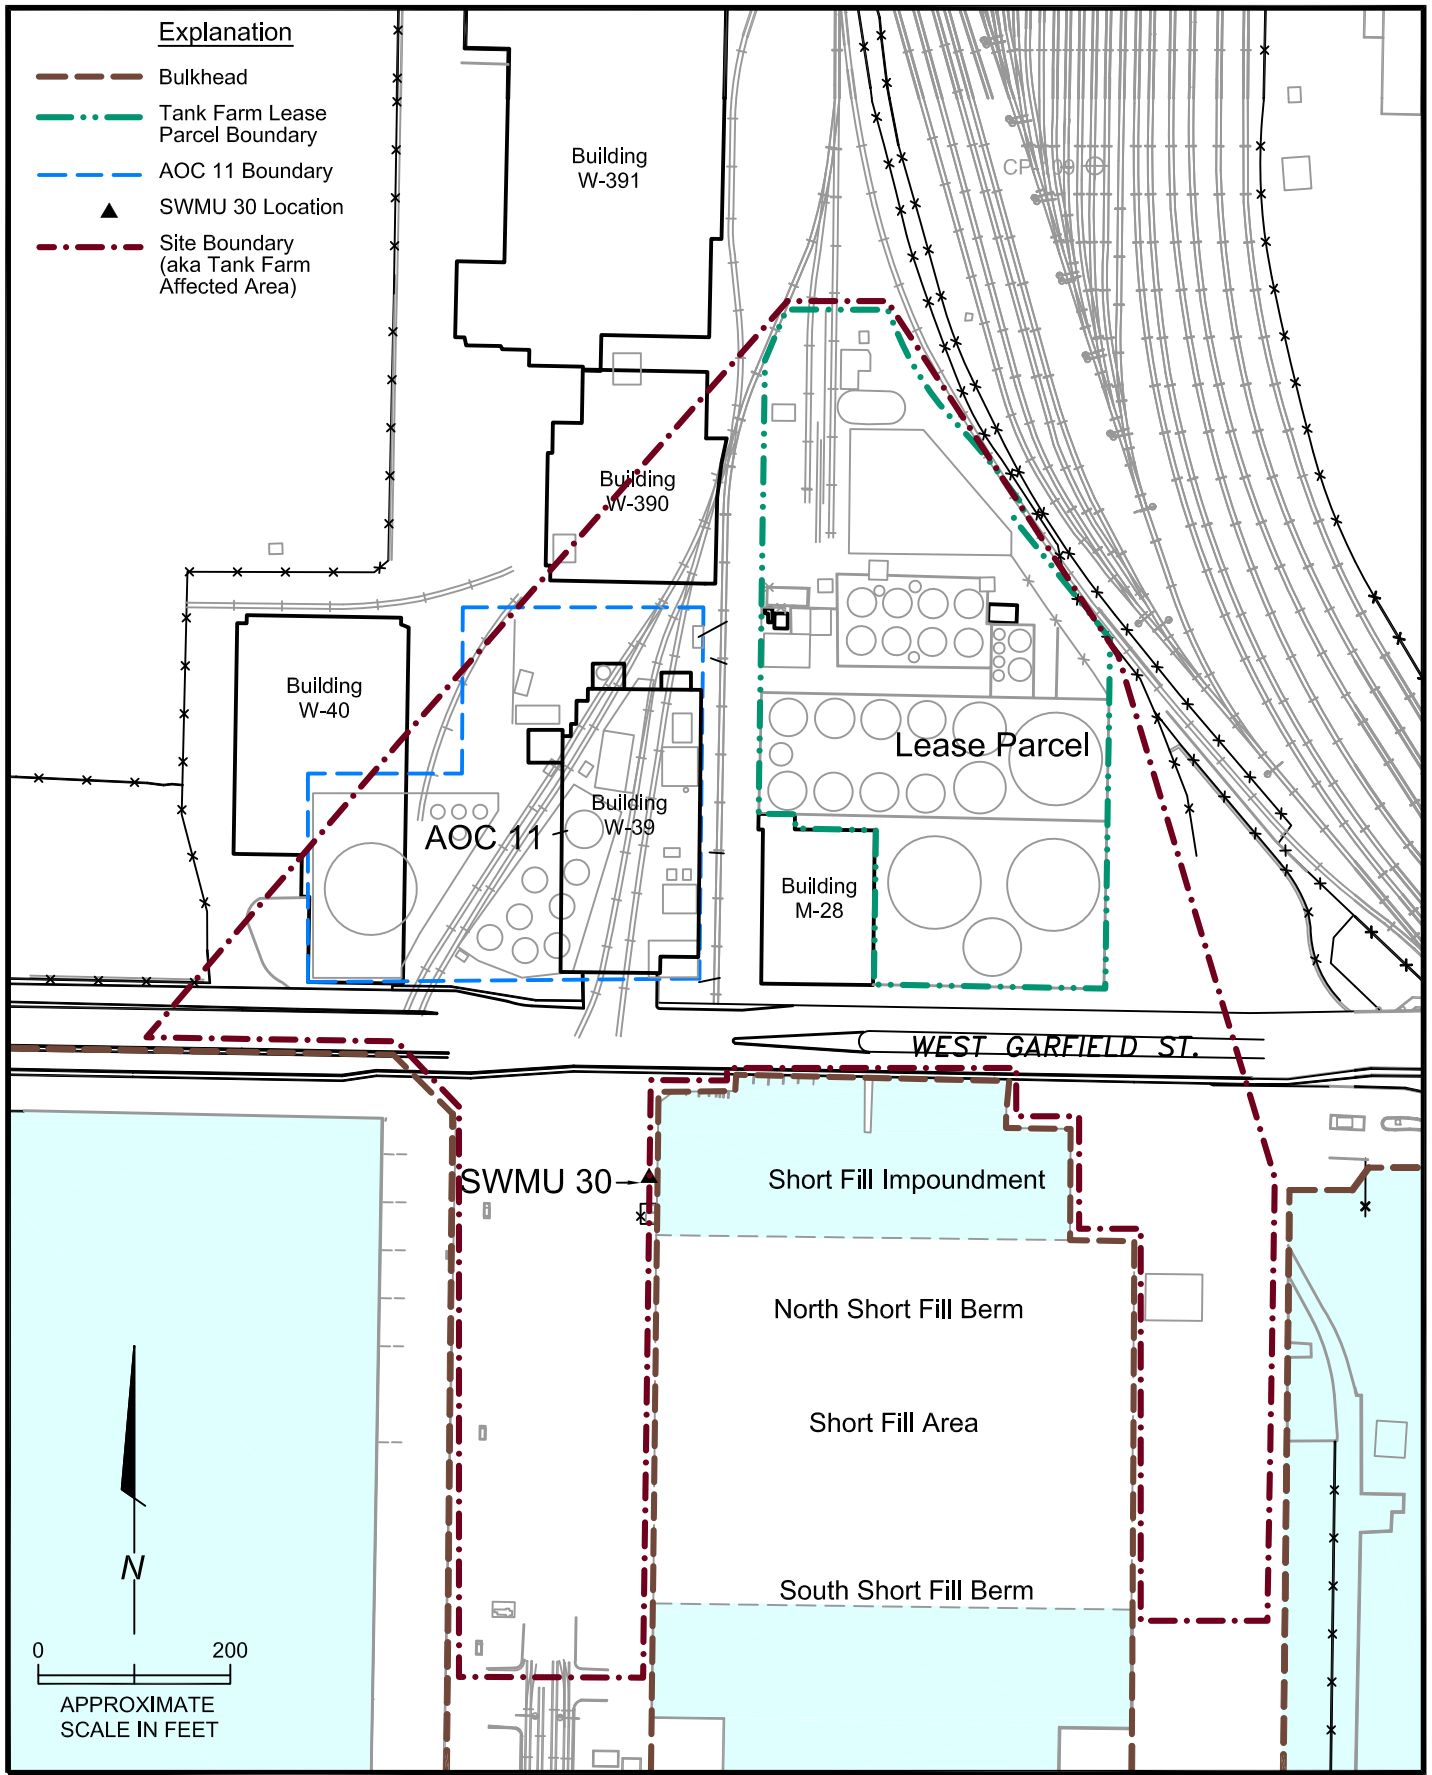 Explanation
Bulkhead
Tank Farm Lease
Parcel Boundary
AOC 11 Boundary
SWMU 30 Location
Site Boundary
(aka Tank Farm
Affected Area)
Building
W-391
Building
W-390
Building
W-40
Lease Parcel
Building
W-39
AOC 11
Building
M-28
WEST GARFIELD ST.
SWMU 30
Short Fill Impoundment
North Short Fill Berm
Short Fill Area
South Short Fill Berm
N
0 200
APPROXIMATE
SCALE IN FEET